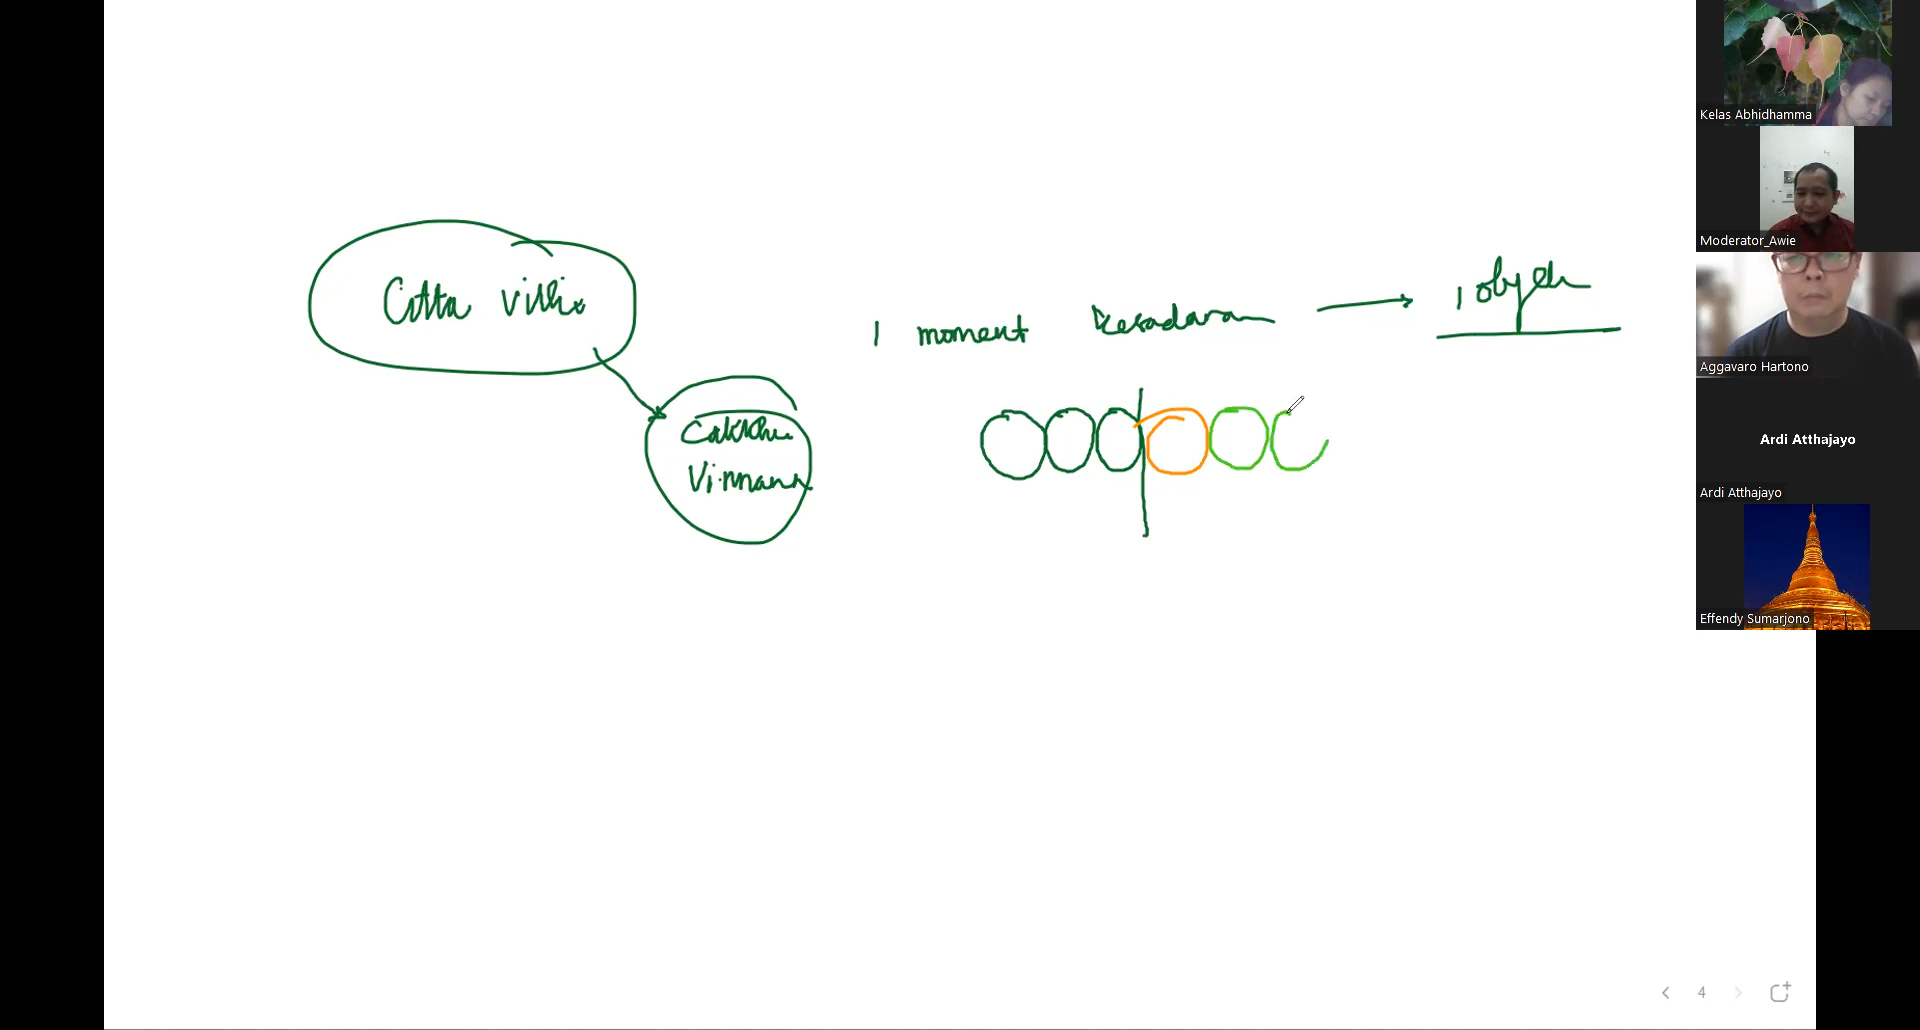 Citta vithi
Cakkhu
Vinnana
1 moment kesadaran → 1 obyek
Kelas Abhidhamma
Moderator_Awie
Aggavaro Hartono
Ardi Atthajayo
Ardi Atthajayo
Effendy Sumarjono
4